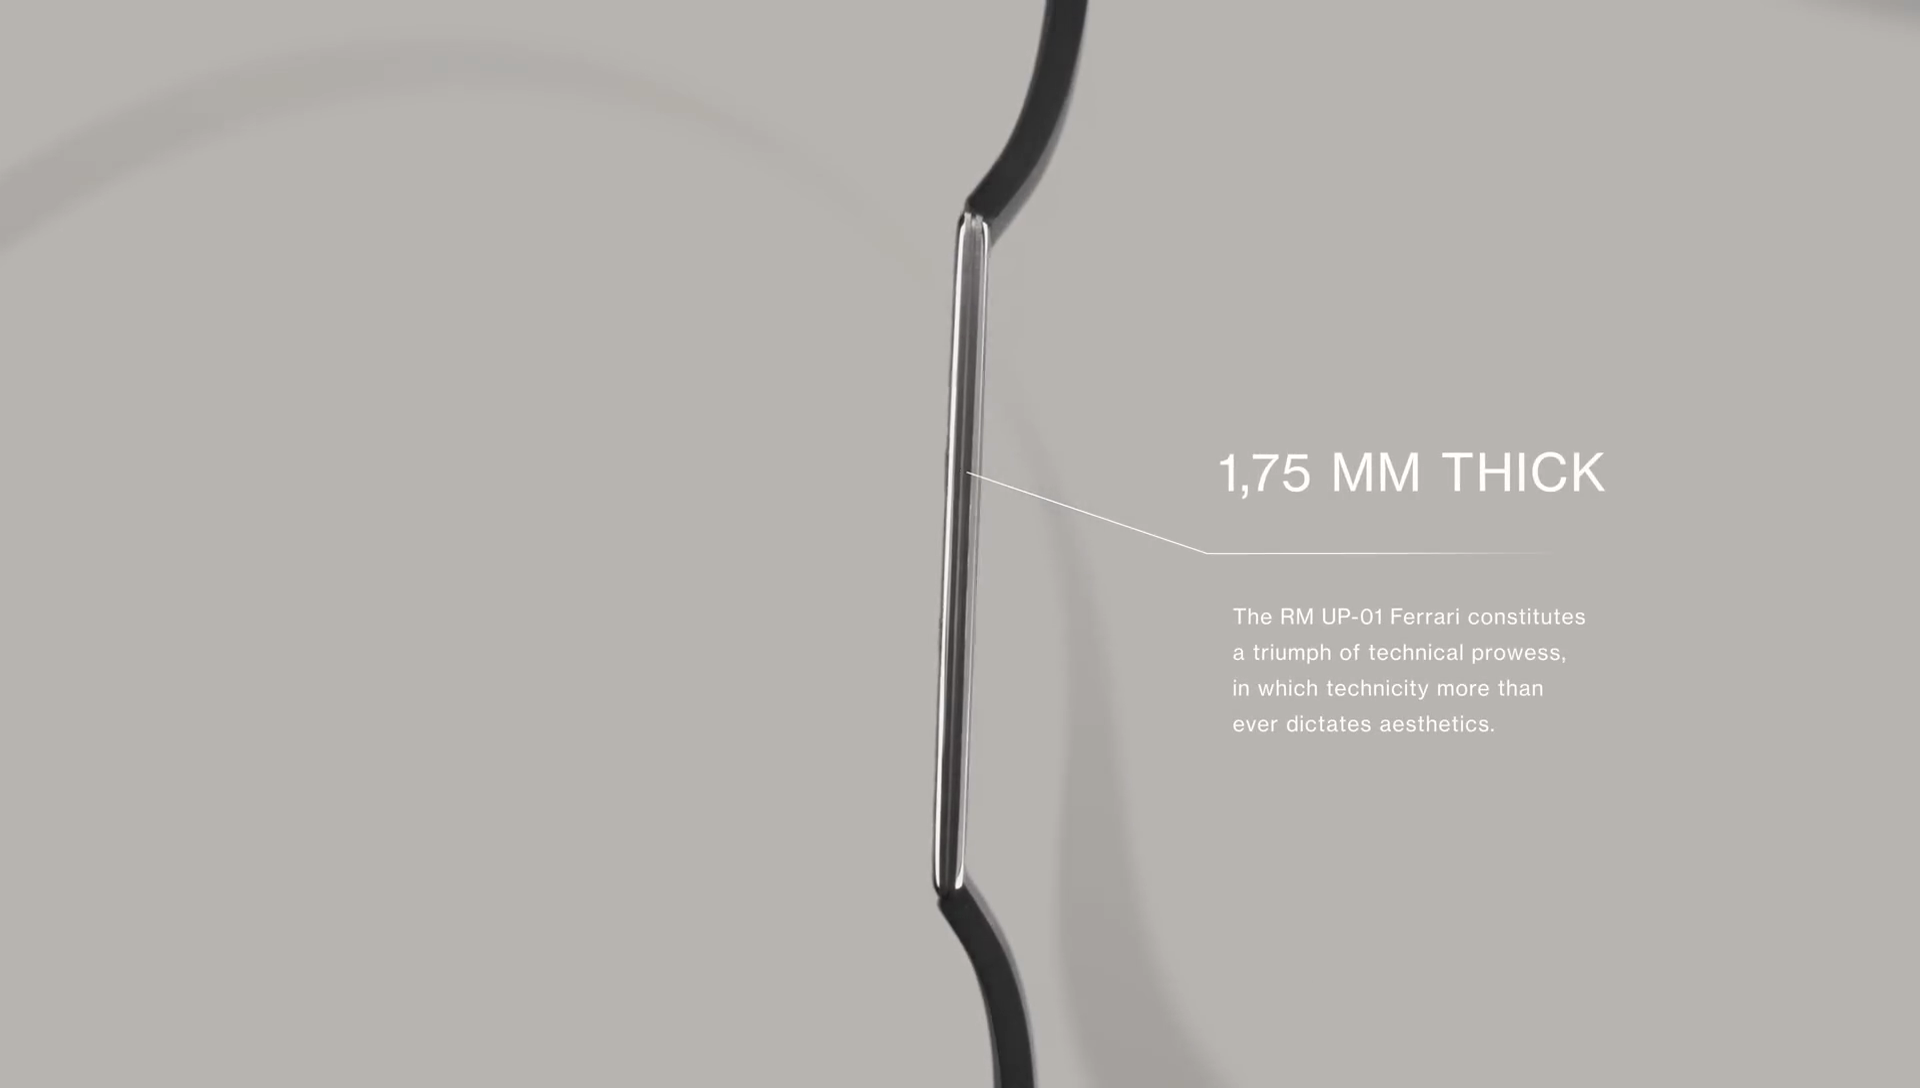 1,75 MM THICK
The RM UP-01 Ferrari constitutes
a triumph of technical prowess,
in which technicity more than
ever dictates aesthetics.